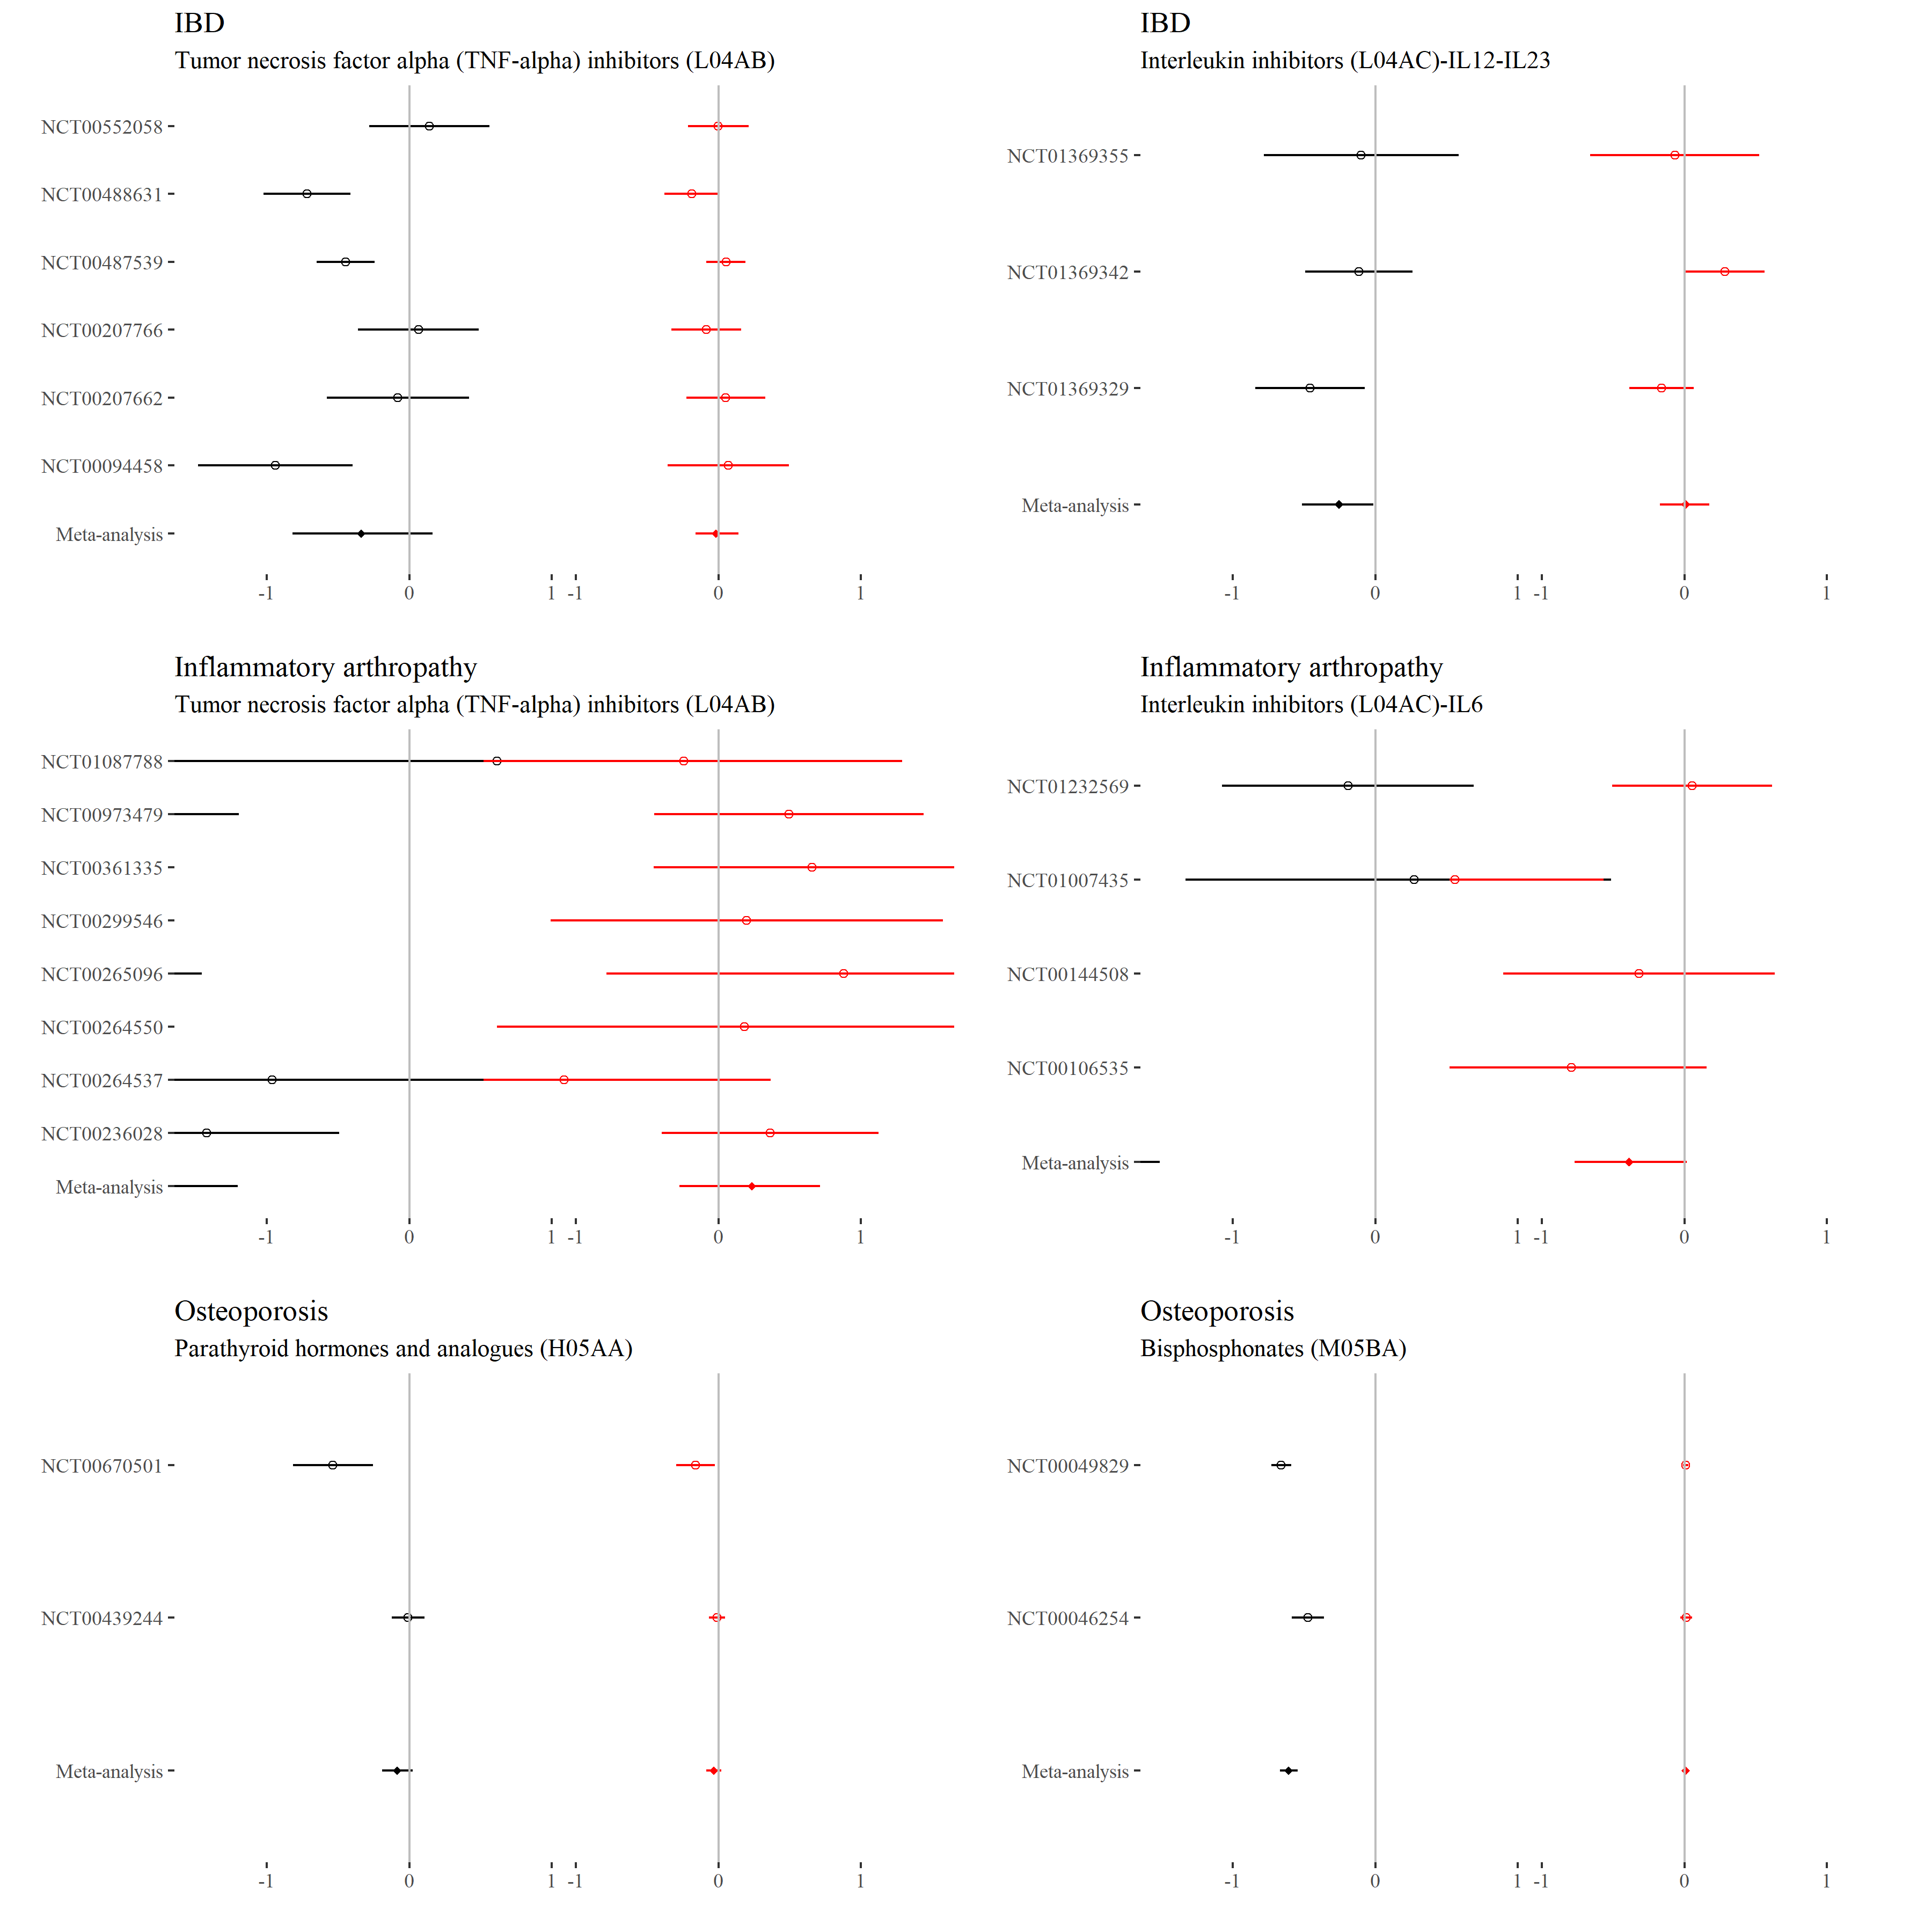 IBD
Tumor necrosis factor alpha (TNF-alpha) inhibitors (L04AB)
NCT00552058
NCT00488631
NCT00487539
NCT00207766
NCT00207662
NCT00094458
Meta-analysis
-1 0 1 -1 0 1
IBD
Interleukin inhibitors (L04AC)-IL12-IL23
NCT01369355
NCT01369342
NCT01369329
Meta-analysis
-1 0 1 -1 0 1
Inflammatory arthropathy
Tumor necrosis factor alpha (TNF-alpha) inhibitors (L04AB)
NCT01087788
NCT00973479
NCT00361335
NCT00299546
NCT00265096
NCT00264550
NCT00264537
NCT00236028
Meta-analysis
-1 0 1 -1 0 1
Inflammatory arthropathy
Interleukin inhibitors (L04AC)-IL6
NCT01232569
NCT01007435
NCT00144508
NCT00106535
Meta-analysis
-1 0 1 -1 0 1
Osteoporosis
Parathyroid hormones and analogues (H05AA)
NCT00670501
NCT00439244
Meta-analysis
-1 0 1 -1 0 1
Osteoporosis
Bisphosphonates (M05BA)
NCT00049829
NCT00046254
Meta-analysis
-1 0 1 -1 0 1